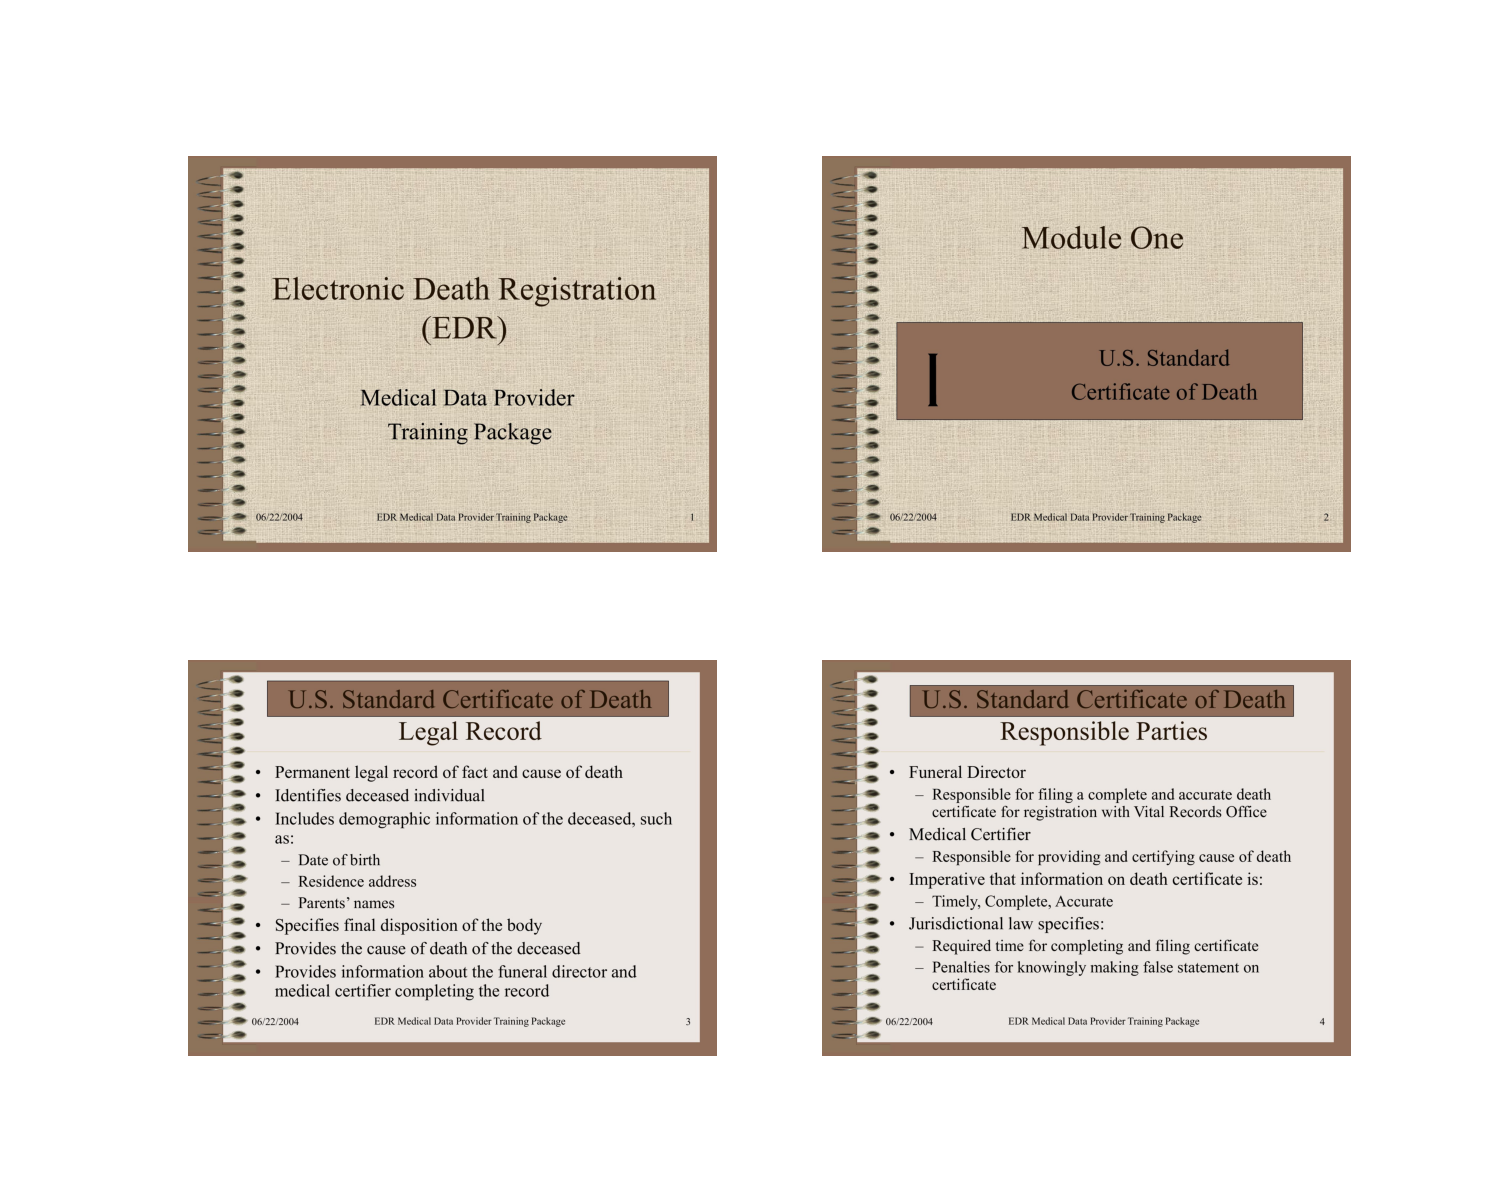 Electronic Death Registration
(EDR)
Medical Data Provider
Training Package
06/22/2004 EDR Medical Data Provider Training Package 1
Module One
I
U.S. Standard
Certificate of Death
06/22/2004 EDR Medical Data Provider Training Package 2
U.S. Standard Certificate of Death
Legal Record
• Permanent legal record of fact and cause of death
• Identifies deceased individual
• Includes demographic information of the deceased, such
as:
– Date of birth
– Residence address
– Parents’ names
• Specifies final disposition of the body
• Provides the cause of death of the deceased
• Provides information about the funeral director and
medical certifier completing the record
06/22/2004 EDR Medical Data Provider Training Package 3
U.S. Standard Certificate of Death
Responsible Parties
• Funeral Director
– Responsible for filing a complete and accurate death
certificate for registration with Vital Records Office
• Medical Certifier
– Responsible for providing and certifying cause of death
• Imperative that information on death certificate is:
– Timely, Complete, Accurate
• Jurisdictional law specifies:
– Required time for completing and filing certificate
– Penalties for knowingly making false statement on
certificate
06/22/2004 EDR Medical Data Provider Training Package 4